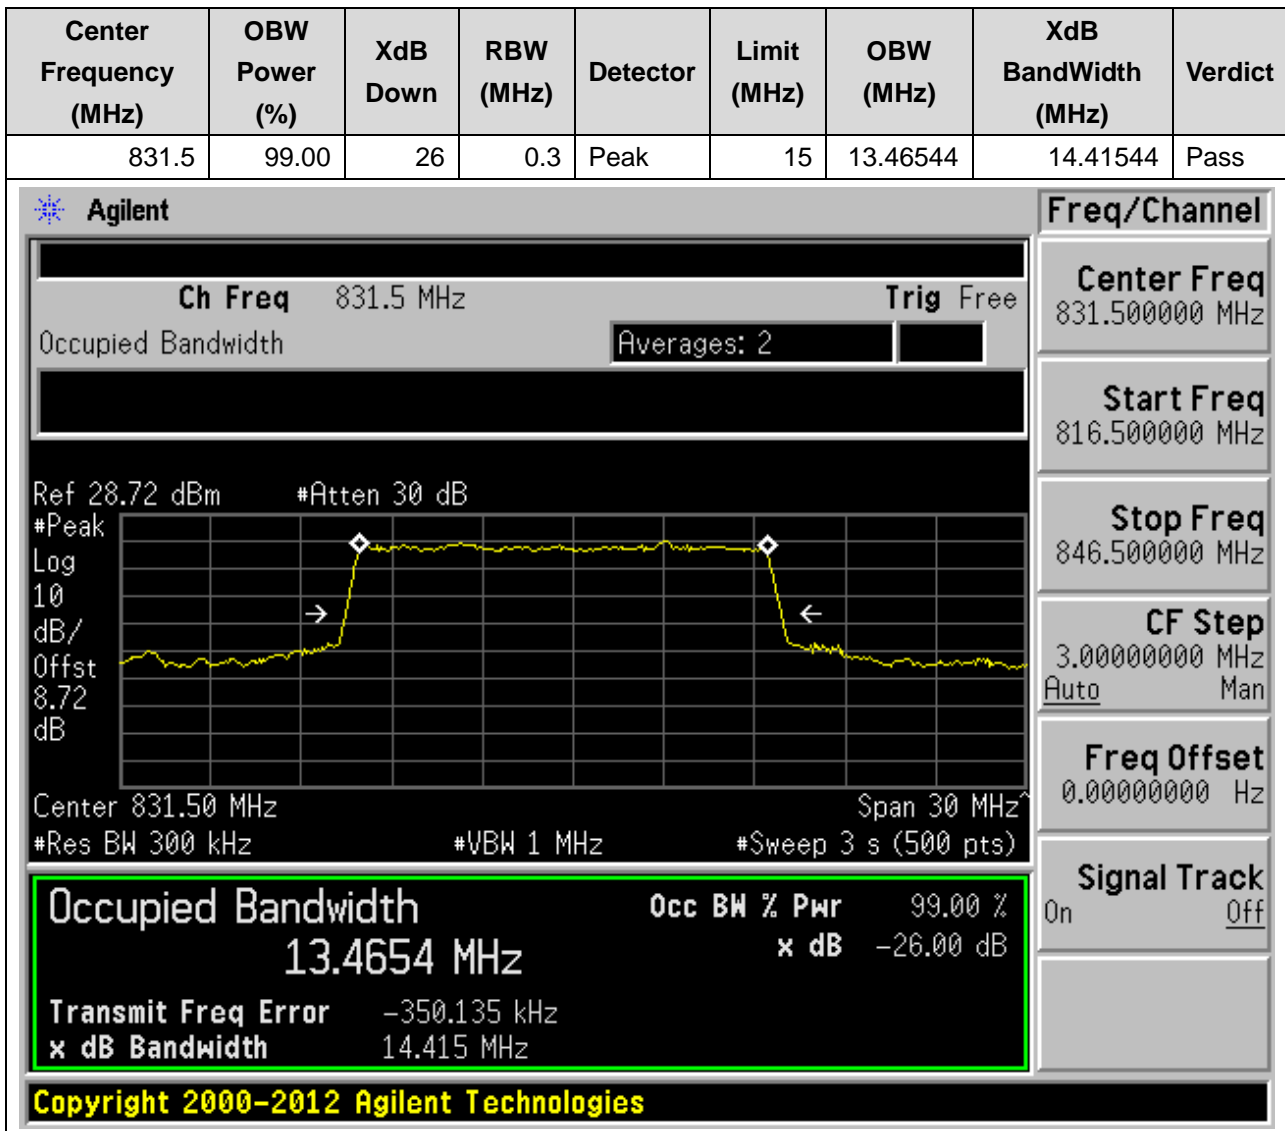 Center Frequency (MHz) OBW Power (%) XdB Down RBW (MHz) Detector Limit (MHz) OBW (MHz) XdB BandWidth (MHz) Verdict
831.5 99.00 26 0.3 Peak 15 13.46544 14.41544 Pass
Agilent
Freq/Channel
Ch Freq 831.5 MHz Trig Free
Occupied Bandwidth Averages: 2
Center Freq
831.500000 MHz
Start Freq
816.500000 MHz
Stop Freq
846.500000 MHz
CF Step
3.00000000 MHz
Auto Man
Freq Offset
0.00000000 Hz
Signal Track
On Off
Ref 28.72 dBm #Atten 30 dB
#Peak
Log
10
dB/
Offst
8.72
dB
Center 831.50 MHz Span 30 MHz^
#Res BW 300 kHz #VBW 1 MHz #Sweep 3 s (500 pts)
Occupied Bandwidth Occ BW % Pwr 99.00 %
13.4654 MHz x dB -26.00 dB
Transmit Freq Error -350.135 kHz
x dB Bandwidth 14.415 MHz
Copyright 2000-2012 Agilent Technologies